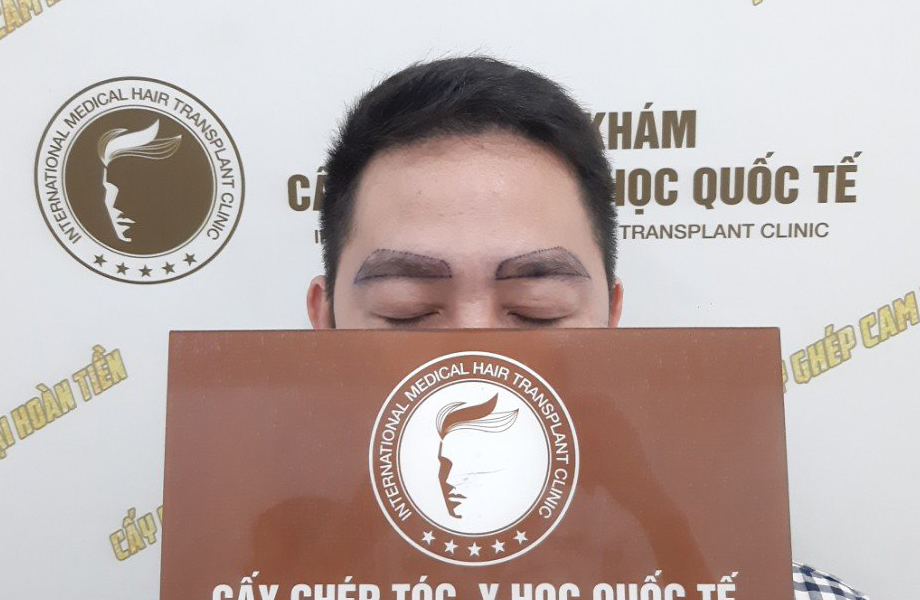 CẤY
INTERNATIONAL MEDICAL HAIR TRANSPLANT CLINIC
KHÁM
HỌC QUỐC TẾ
TRANSPLANT CLINIC
GHÉP CAM
ẠI HOÀN TIỀN
CẤY
INTERNATIONAL MEDICAL HAIR TRANSPLANT CLINIC
CẤY GHÉP TÓC Y HỌC QUỐC TẾ